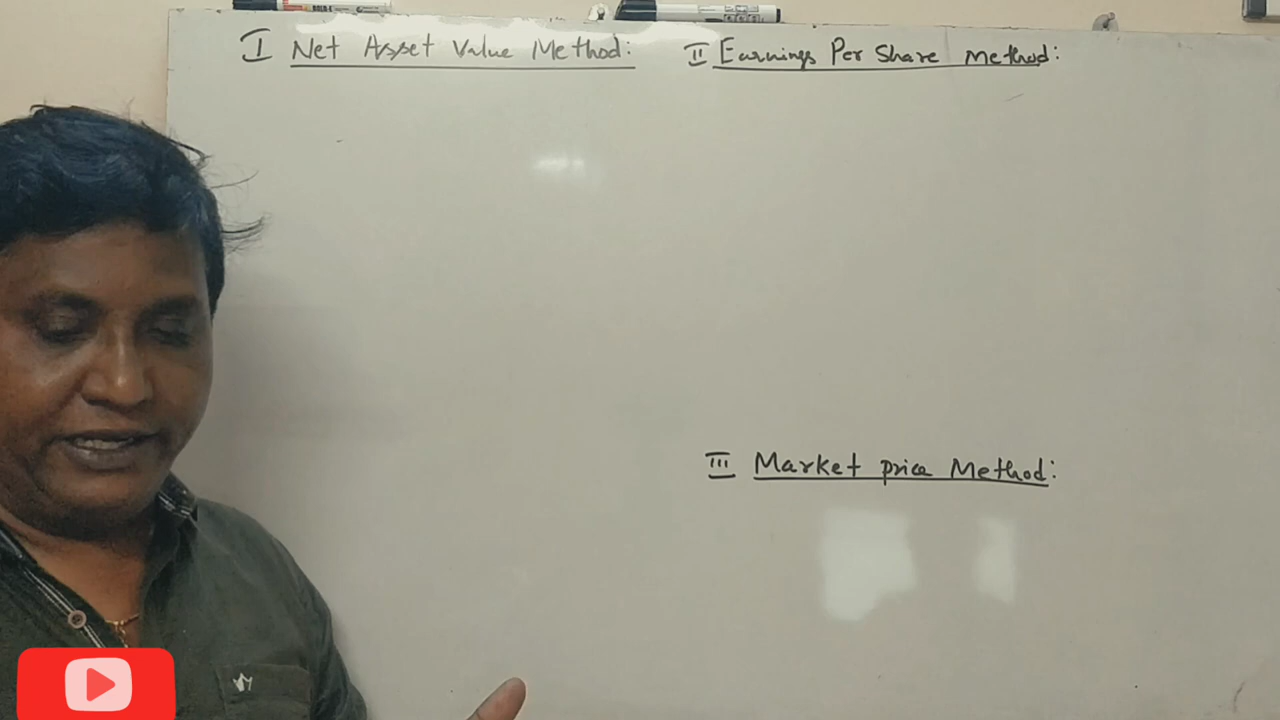 I Net Asset Value Method:
II Earnings Per Share Method:
III Market price Method: